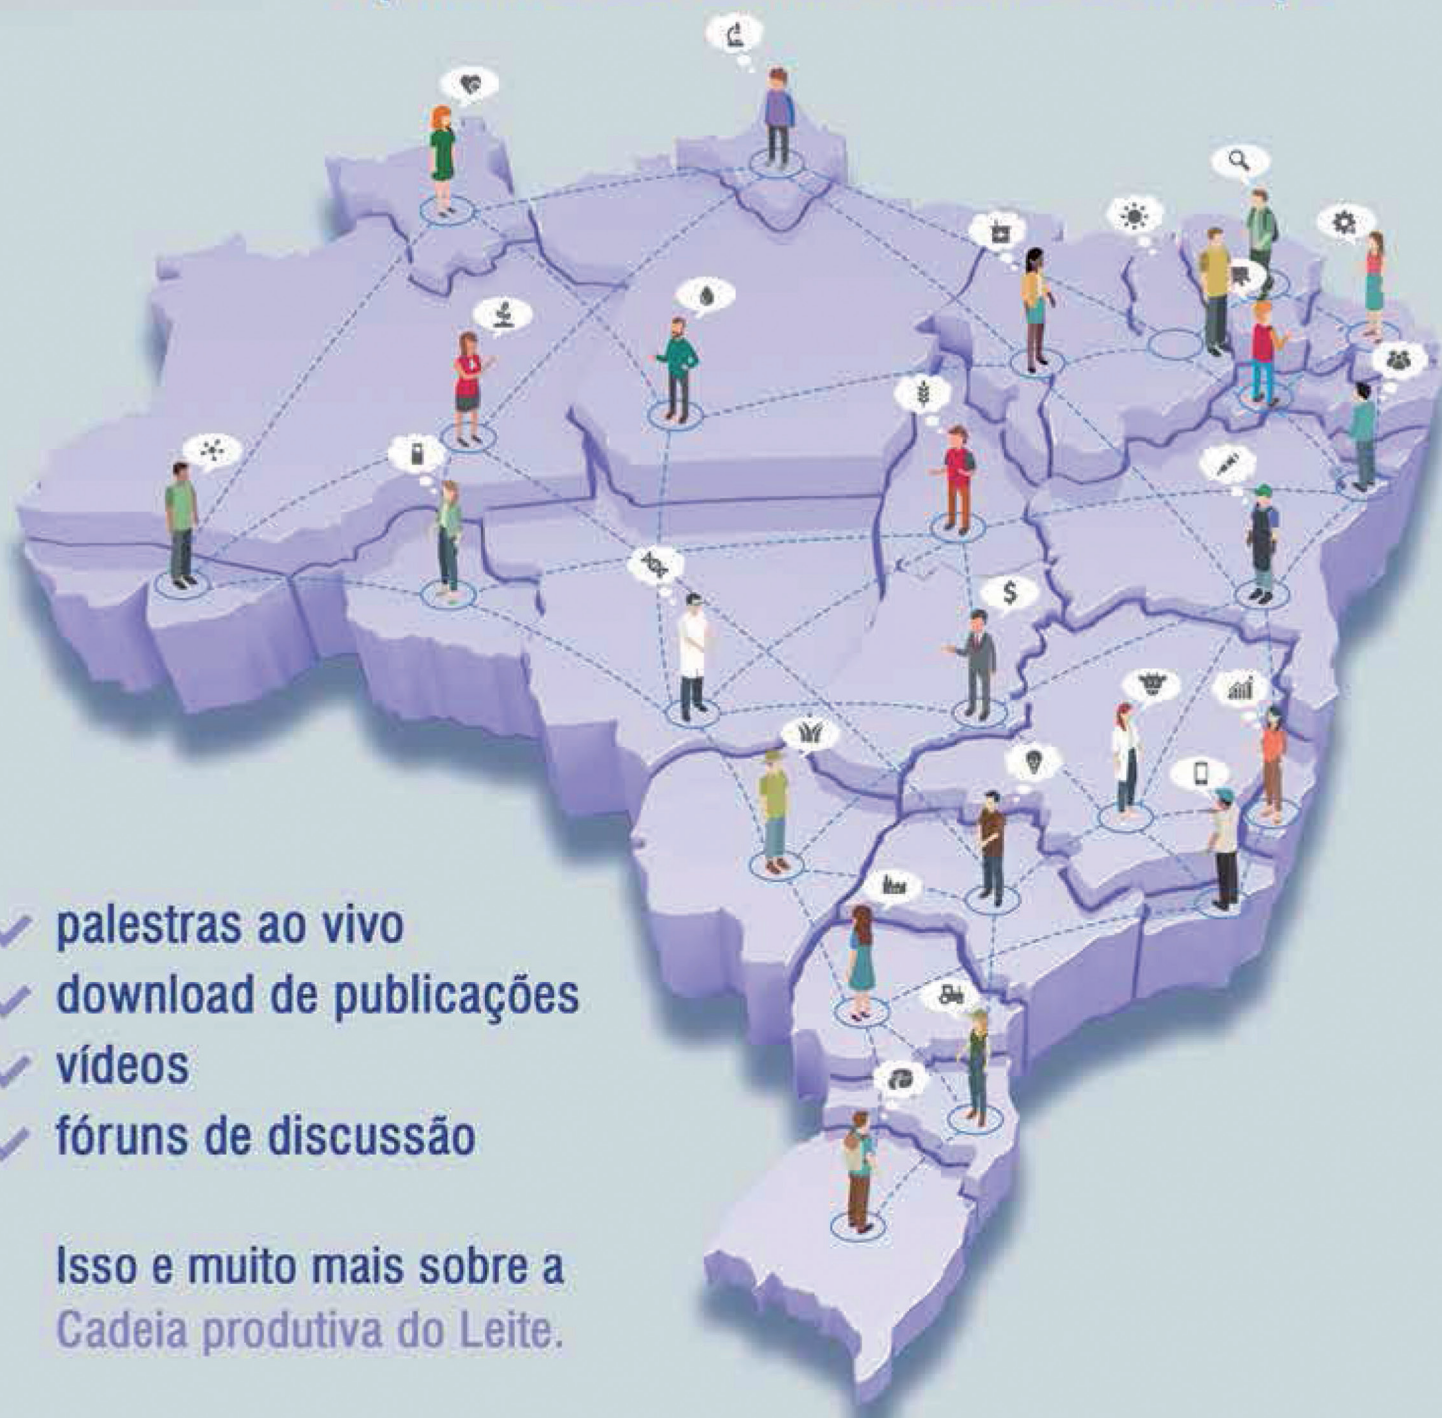 palestras ao vivo
download de publicações
vídeos
fóruns de discussão
Isso e muito mais sobre a
Cadeia produtiva do Leite.